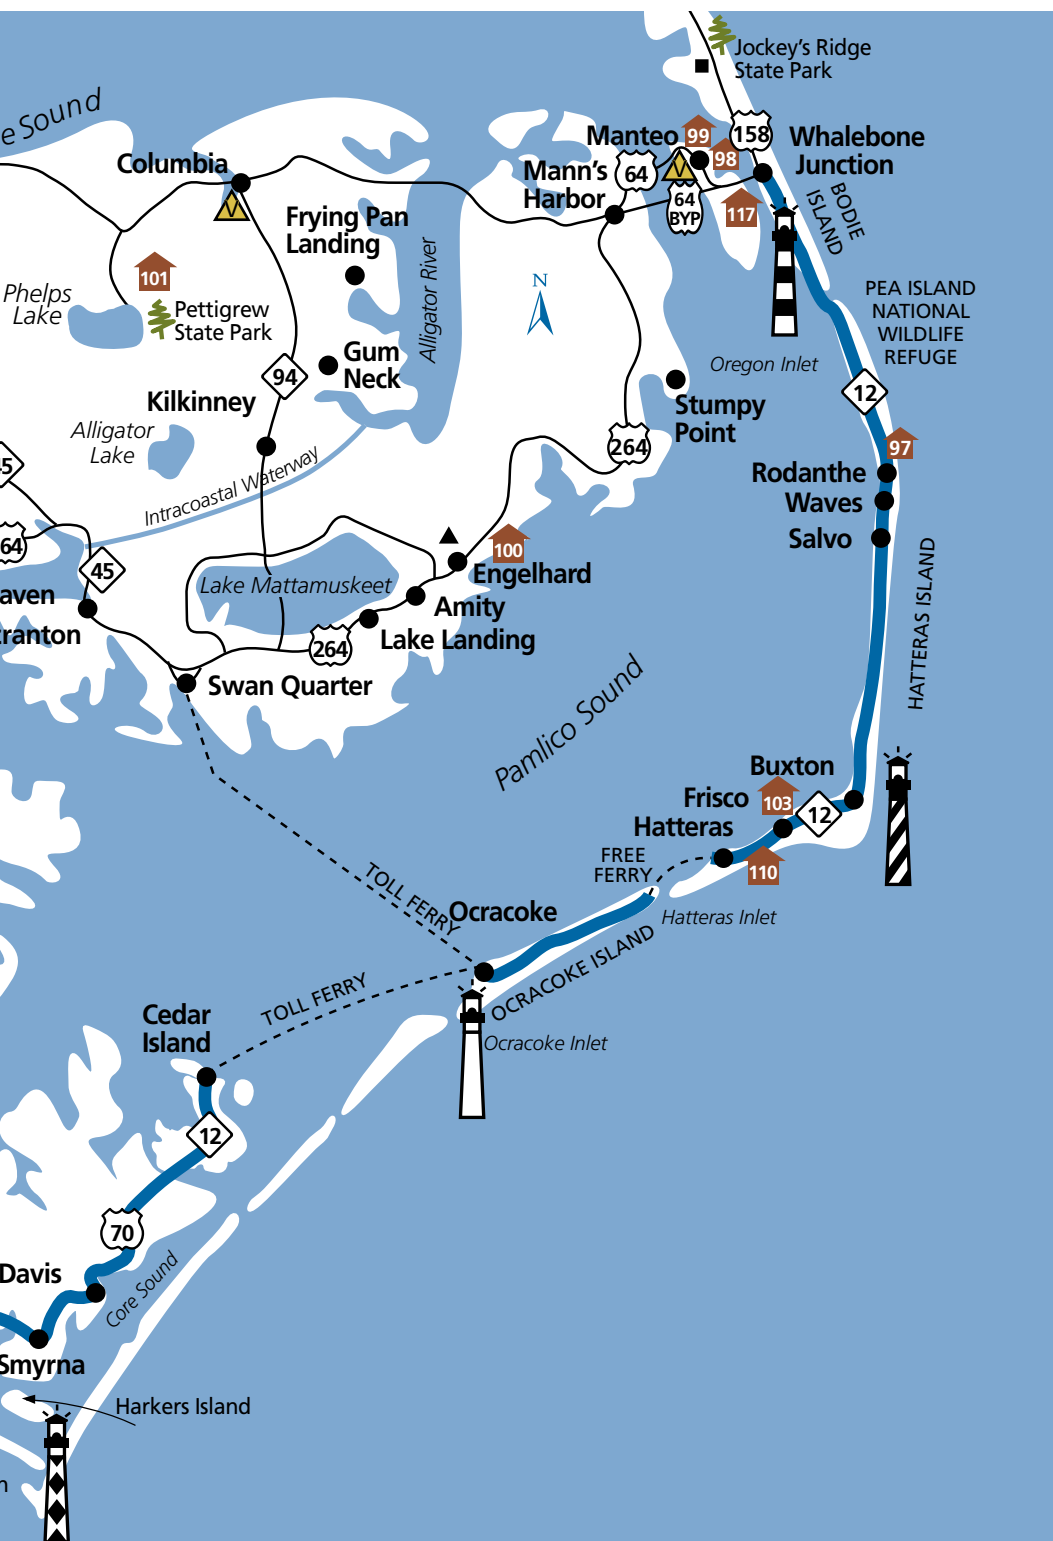 Jockey's Ridge
State Park
e Sound
Manteo
99
98
158
Whalebone
Junction
Columbia
Mann's
Harbor
64
64
BYP
117
BODIE
ISLAND
Frying Pan
Landing
Alligator River
N
101
Phelps
Lake
Pettigrew
State Park
PEA ISLAND
NATIONAL
WILDLIFE
REFUGE
Oregon Inlet
Gum
Neck
94
12
Kilkinney
Stumpy
Point
Alligator
Lake
264
97
45
Intracoastal Waterway
Rodanthe
Waves
Salvo
64
45
100
Engelhard
Lake Mattamuskeet
HATTERAS ISLAND
aven
Amity
cranton
264
Lake Landing
Swan Quarter
Pamlico Sound
Buxton
Frisco
103
12
Hatteras
FREE
FERRY
110
TOLL FERRY
Ocracoke
Hatteras Inlet
OCRACOKE ISLAND
TOLL FERRY
Cedar
Island
Ocracoke Inlet
12
70
Davis
Core Sound
Smyrna
Harkers Island
n